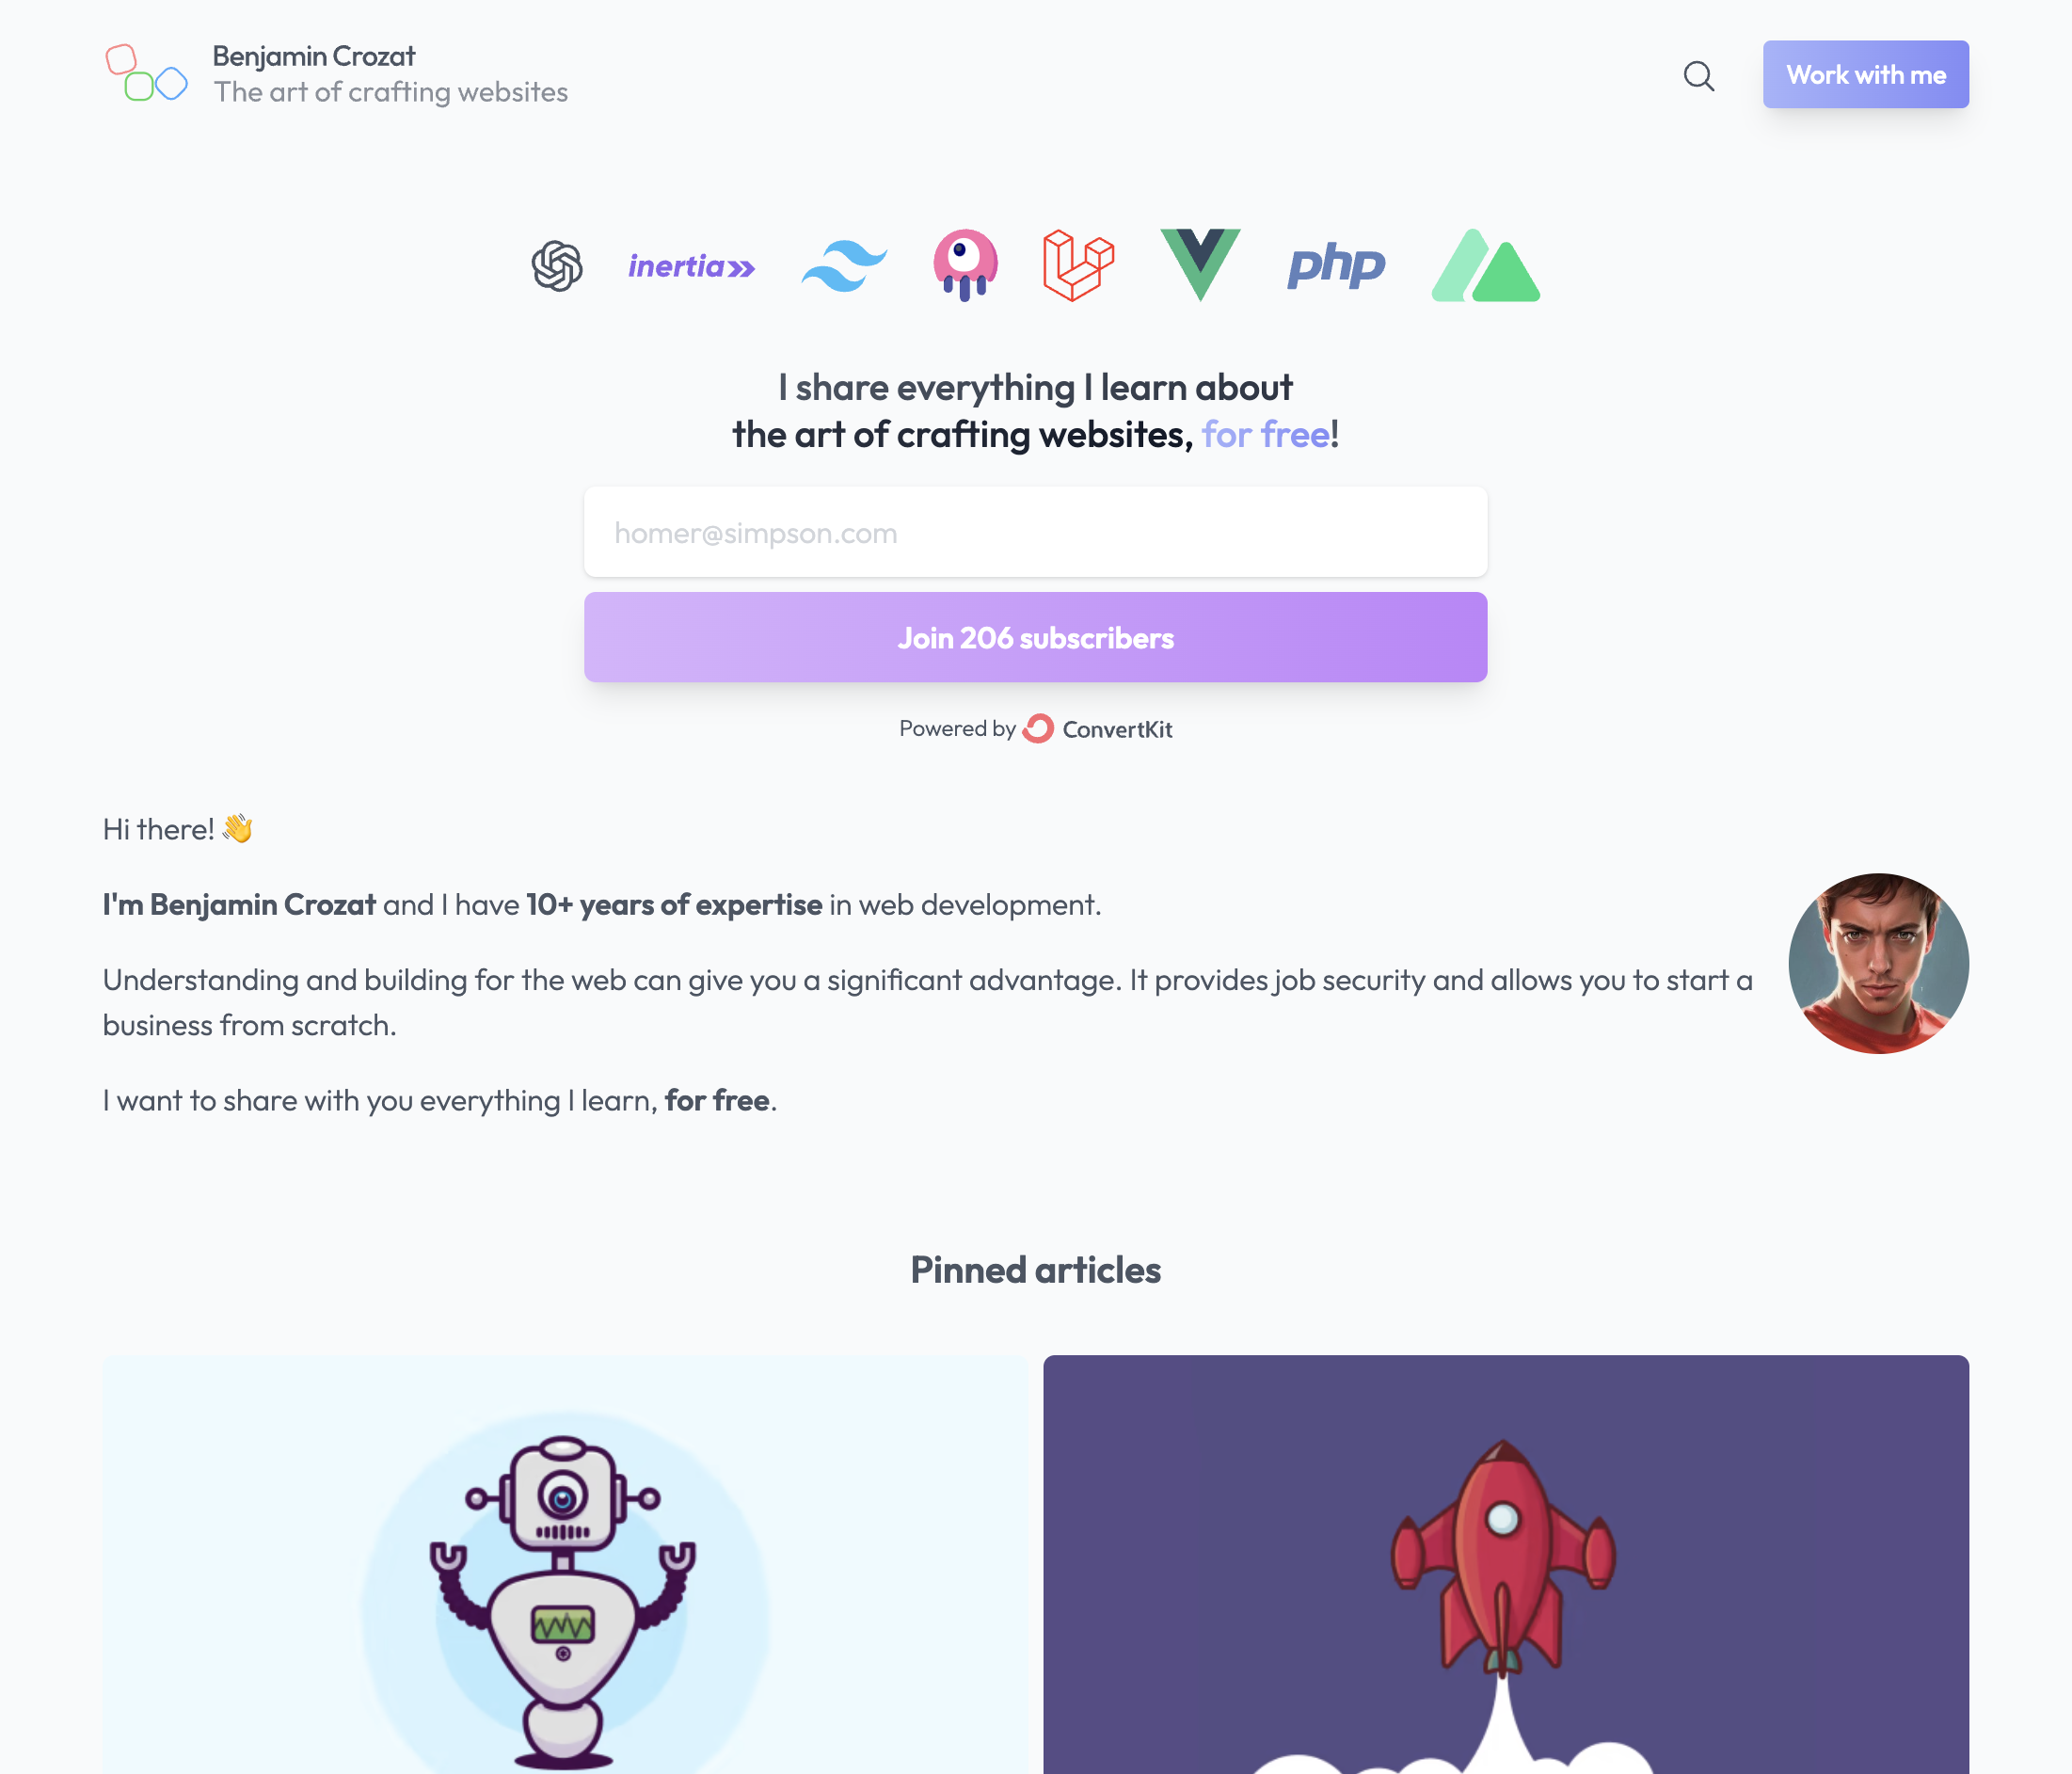 Benjamin Crozat
The art of crafting websites
Work with me
inertia
php
I share everything I learn about
the art of crafting websites, for free!
homer@simpson.com
Join 206 subscribers
Powered by ConvertKit
Hi there! 👋
I'm Benjamin Crozat and I have 10+ years of expertise in web development.
Understanding and building for the web can give you a significant advantage. It provides job security and allows you to start a
business from scratch.
I want to share with you everything I learn, for free.
Pinned articles